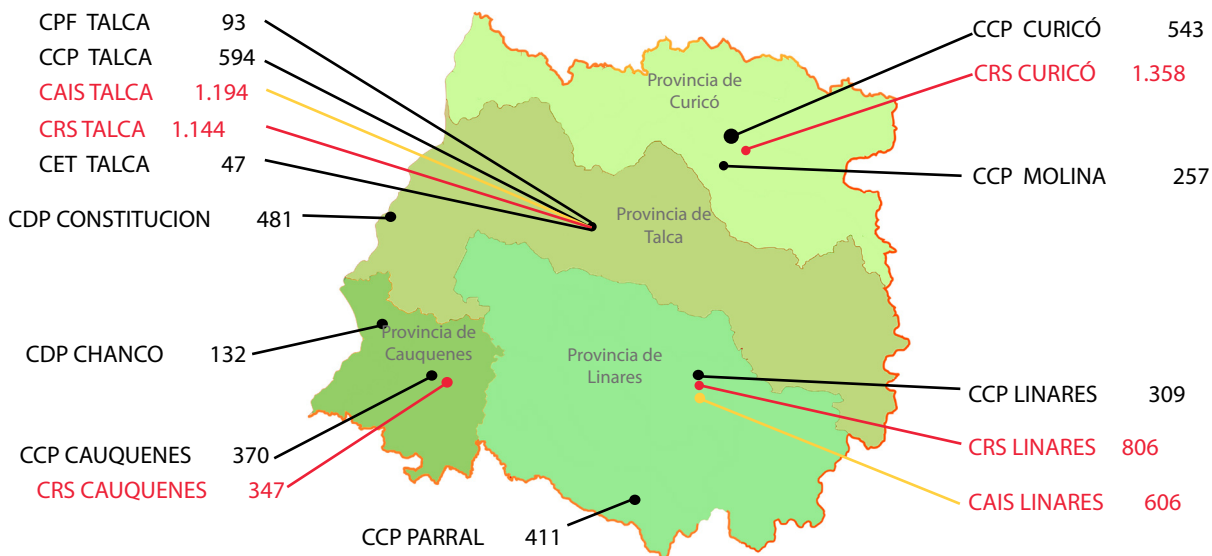 CPF TALCA 93
CCP TALCA 594
CAIS TALCA 1.194
CRS TALCA 1.144
CET TALCA 47
CDP CONSTITUCION 481
CDP CHANCO 132
CCP CAUQUENES 370
CRS CAUQUENES 347
CCP PARRAL 411
Provincia de
Curicó
Provincia de
Talca
Provincia de
Cauquenes
Provincia de
Linares
CCP CURICÓ 543
CRS CURICÓ 1.358
CCP MOLINA 257
CCP LINARES 309
CRS LINARES 806
CAIS LINARES 606